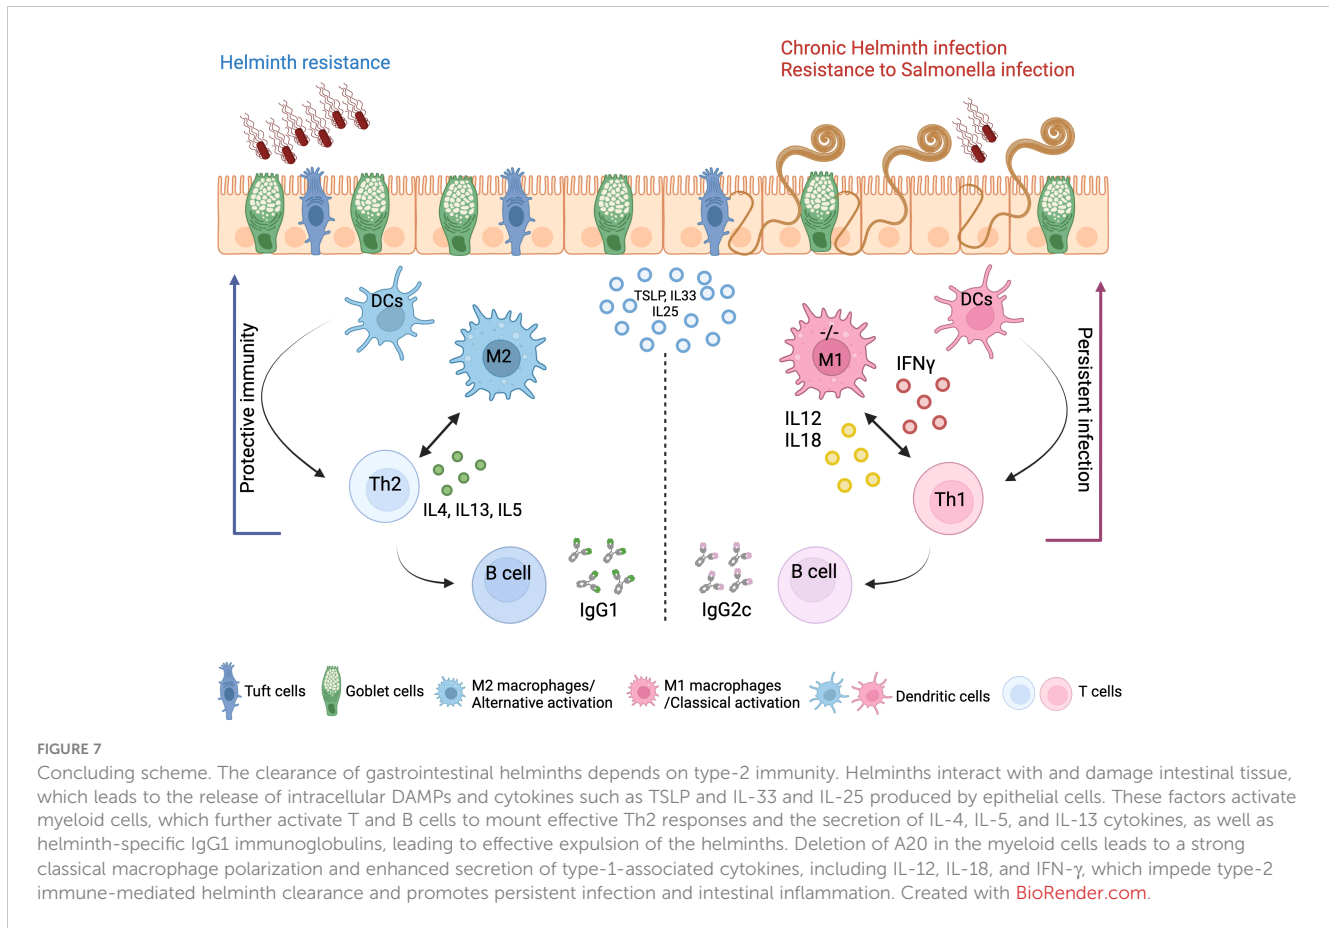 Helminth resistance
Chronic Helminth infection
Resistance to Salmonella infection
DCs
M2
TSLP, IL33
IL25
-/-
M1
DCs
IFNγ
Protective immunity
Persistent infection
IL12
IL18
Th2
IL4, IL13, IL5
Th1
B cell
IgG1
IgG2c
B cell
Tuft cells
Goblet cells
M2 macrophages/
Alternative activation
M1 macrophages
/Classical activation
Dendritic cells
T cells
FIGURE 7
Concluding scheme. The clearance of gastrointestinal helminths depends on type-2 immunity. Helminths interact with and damage intestinal tissue,
which leads to the release of intracellular DAMPs and cytokines such as TSLP and IL-33 and IL-25 produced by epithelial cells. These factors activate
myeloid cells, which further activate T and B cells to mount effective Th2 responses and the secretion of IL-4, IL-5, and IL-13 cytokines, as well as
helminth-specific IgG1 immunoglobulins, leading to effective expulsion of the helminths. Deletion of A20 in the myeloid cells leads to a strong
classical macrophage polarization and enhanced secretion of type-1-associated cytokines, including IL-12, IL-18, and IFN-γ, which impede type-2
immune-mediated helminth clearance and promotes persistent infection and intestinal inflammation. Created with BioRender.com.